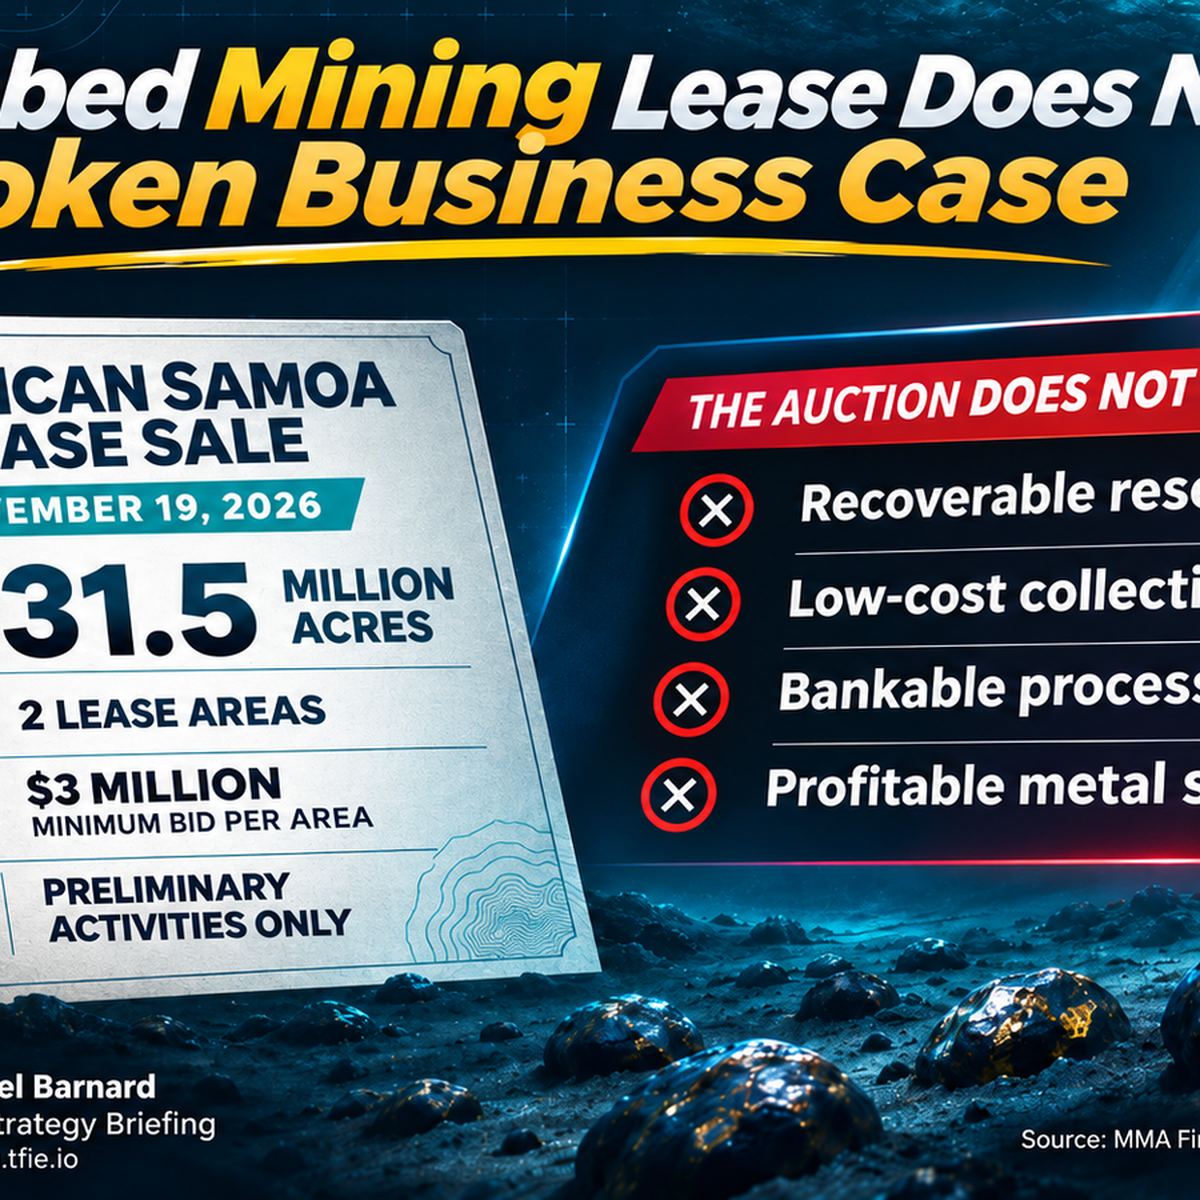 bed Mining Lease Does N
oken Business Case
ICAN SAMOA
ASE SALE
EMBER 19, 2026
31.5 MILLION ACRES
2 LEASE AREAS
$3 MILLION
MINIMUM BID PER AREA
PRELIMINARY
ACTIVITIES ONLY
THE AUCTION DOES NOT
Recoverable reso
Low-cost collecti
Bankable process
Profitable metal s
el Barnard
trategy Briefing
.tfie.io
Source: MMA Fi